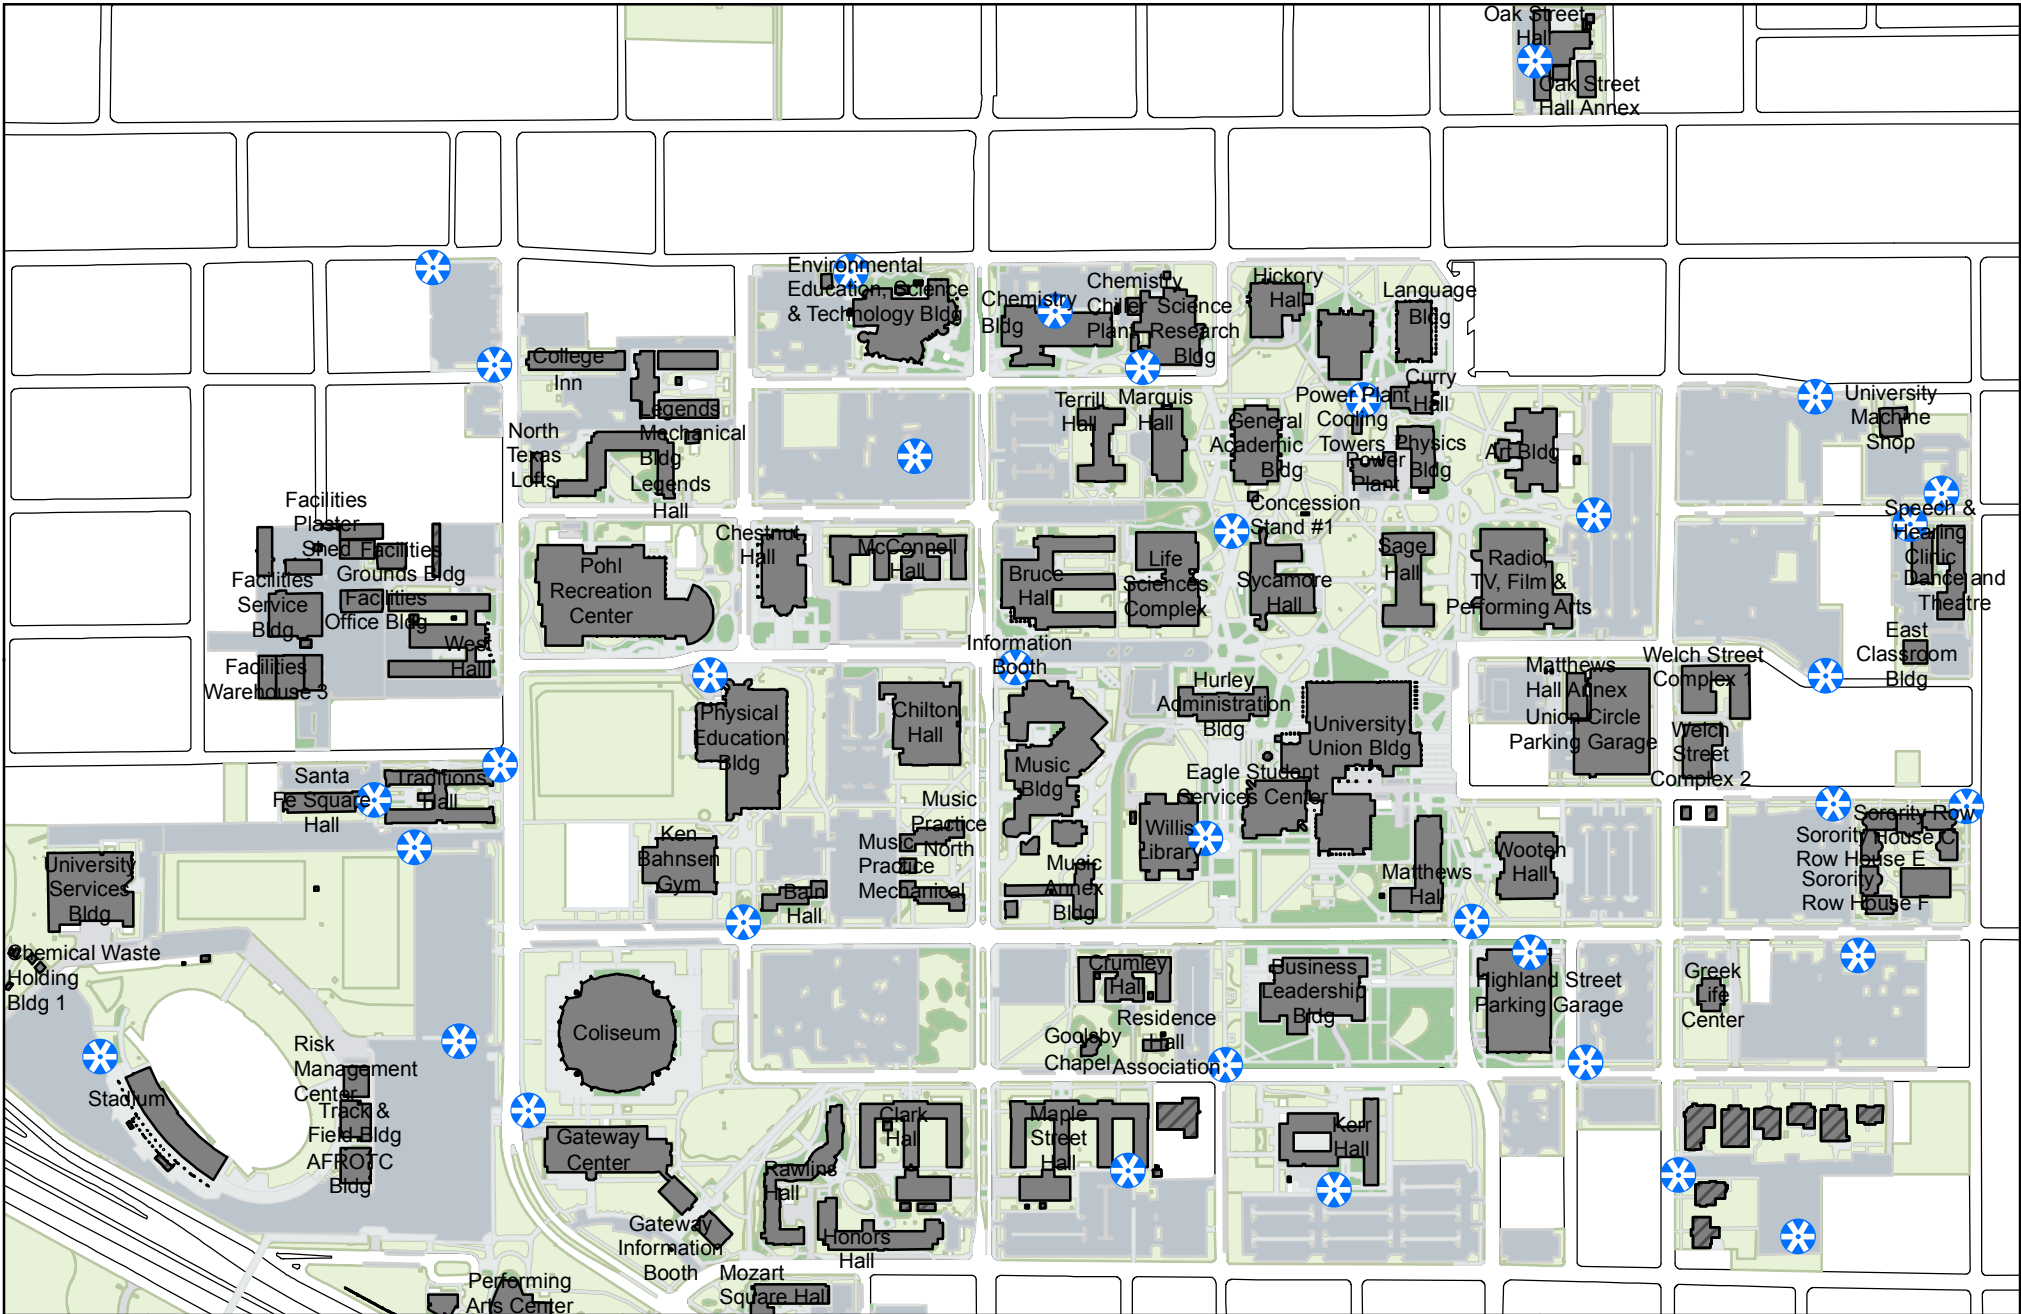 Oak Street
Hall
Oak Street
Hall Annex
Environmental
Education, Science
& Technology Bldg
Chemistry
Bldg
Chemistry
Chiller
Plant
Science
Research
Bldg
Hickory
Hall
Language
Bldg
College
Inn
Legends
Mechanical
Bldg
North
Texas
Lofts
Legends
Hall
Terrill
Hall
Marquis
Hall
General
Academic
Bldg
Power Plant
Cooling
Towers
Curry
Hall
Power
Plant
Physics
Bldg
Art Bldg
University
Machine
Shop
Facilities
Plaster
Shed
Facilities
Grounds Bldg
Facilities
Service
Bldg
Facilities
Office Bldg
West
Hall
Facilities
Warehouse 3
Pohl
Recreation
Center
Chestnut
Hall
McConnell
Hall
Bruce
Hall
Life
Sciences
Complex
Concession
Stand #1
Sycamore
Hall
Sage
Hall
Radio,
TV, Film &
Performing Arts
Speech &
Hearing
Clinic
Dance and
Theatre
East
Classroom
Bldg
Information
Booth
Physical
Education
Bldg
Chilton
Hall
Music
Bldg
Hurley
Administration
Bldg
University
Union Bldg
Matthews
Hall Annex
Union Circle
Parking Garage
Welch Street
Complex 1
Welch
Street
Complex 2
Santa
Fe Square
Hall
Traditions
Hall
Eagle Student
Services Center
Music
Practice
North
Music
Practice
Mechanical
Music
Annex
Bldg
Willis
Library
Matthews
Hall
Wooten
Hall
Sorority Row
House C
Sorority
Row House E
Sorority
Row House F
University
Services
Bldg
Ken
Bahnsen
Gym
Bain
Hall
Chemical Waste
Holding
Bldg 1
Coliseum
Crumley
Hall
Goolsby
Chapel
Residence
Hall
Association
Business
Leadership
Bldg
Highland Street
Parking Garage
Greek
Life
Center
Risk
Management
Center
Stadium
Track &
Field Bldg
AFROTC
Bldg
Gateway
Center
Clark
Hall
Maple
Street
Hall
Kerr
Hall
Rawlins
Hall
Gateway
Information
Booth
Honors
Hall
Performing
Arts Center
Mozart
Square Hall